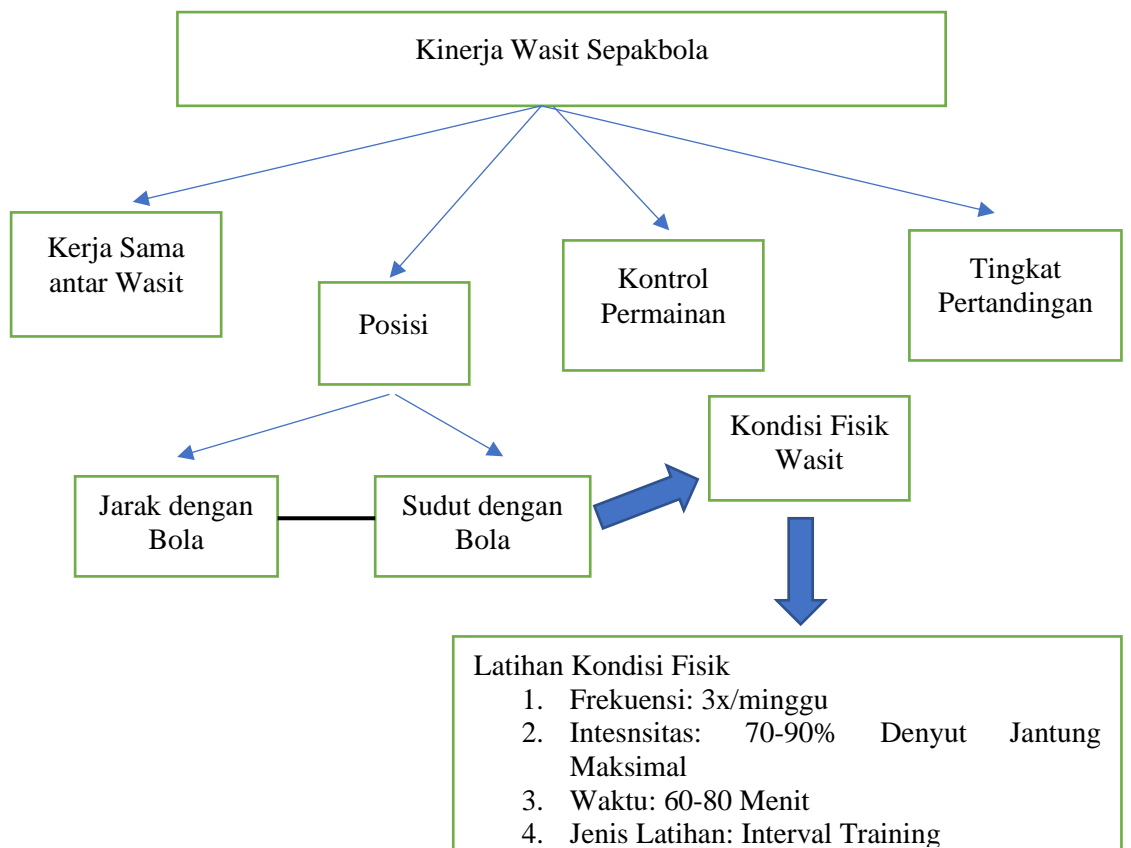 Kinerja Wasit Sepakbola
Kerja Sama
antar Wasit
Posisi
Kontrol
Permainan
Tingkat
Pertandingan
Jarak dengan
Bola
Sudut dengan
Bola
Kondisi Fisik
Wasit
Latihan Kondisi Fisik
1. Frekuensi: 3x/minggu
2. Intesnsitas: 70-90% Denyut Jantung
Maksimal
3. Waktu: 60-80 Menit
4. Jenis Latihan: Interval Training